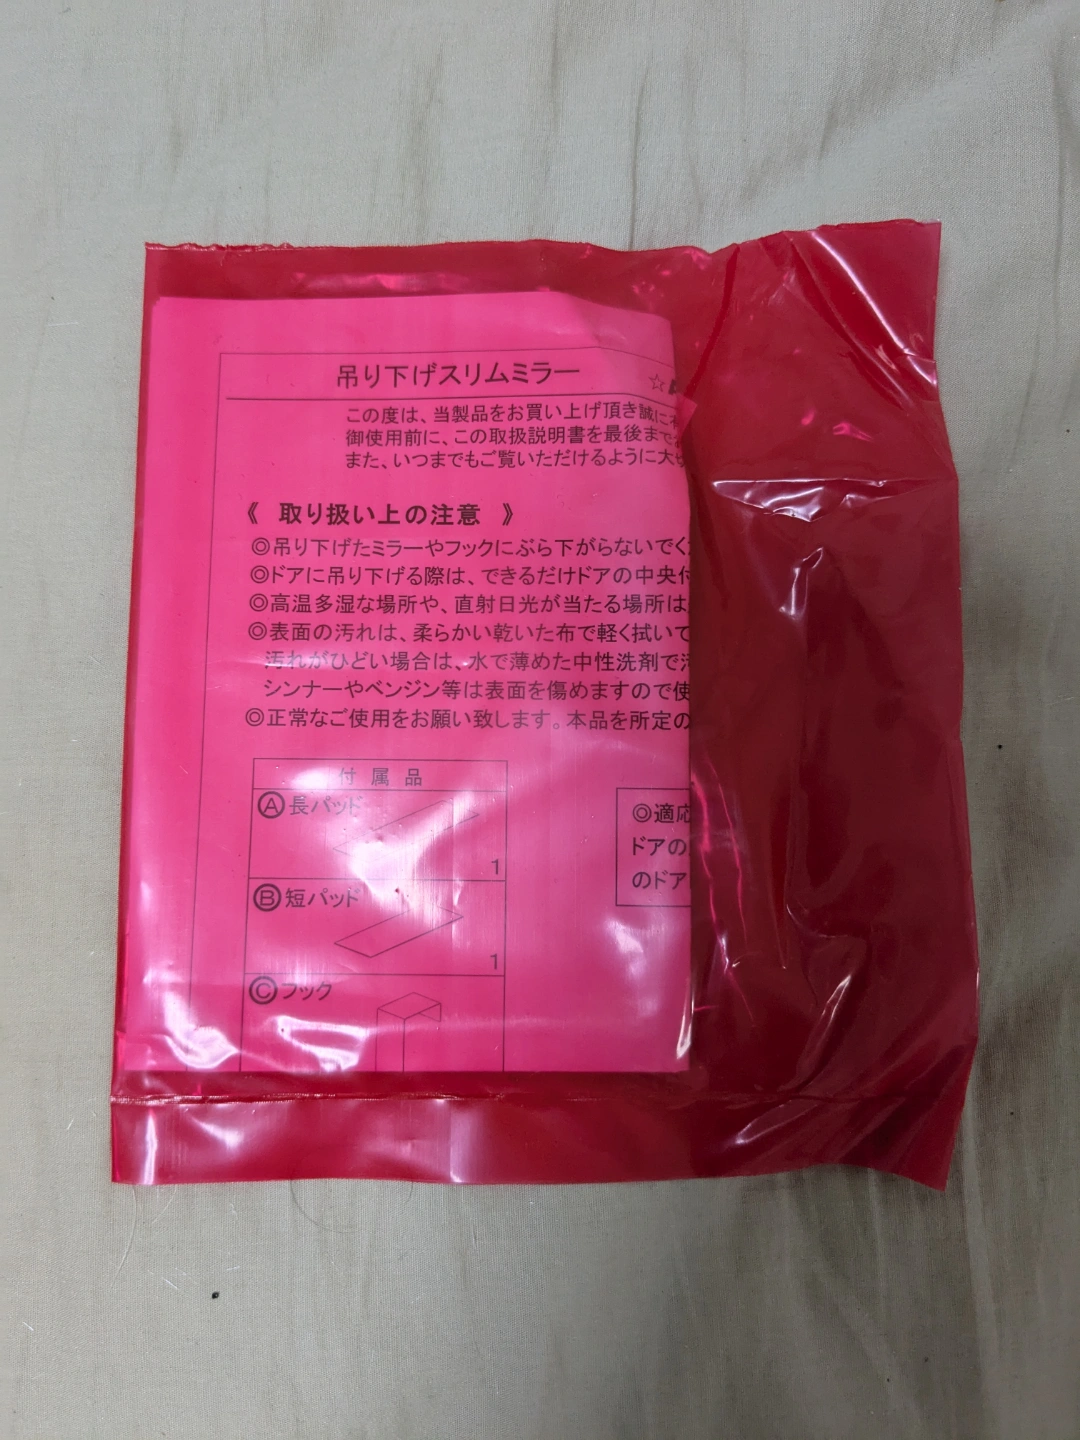 吊り下げスリムミラー ☆
この度は、当製品をお買い上げ頂き誠に
御使用前に、この取扱説明書を最後まで
また、いつまでもご覧いただけるように大切
《 取り扱い上の注意 》
◎吊り下げたミラーやフックにぶら下がらないでく
◎ドアに吊り下げる際は、できるだけドアの中央付
◎高温多湿な場所や、直射日光が当たる場所は
◎表面の汚れは、柔らかい乾いた布で軽く拭いて
汚れがひどい場合は、水で薄めた中性洗剤で汚
シンナーやベンジン等は表面を傷めますので使
◎正常なご使用をお願い致します。本品を所定の
付属品
Ⓐ長パッド
1
Ⓑ短パッド
1
Ⓒフック
◎適応
ドアの
のドア